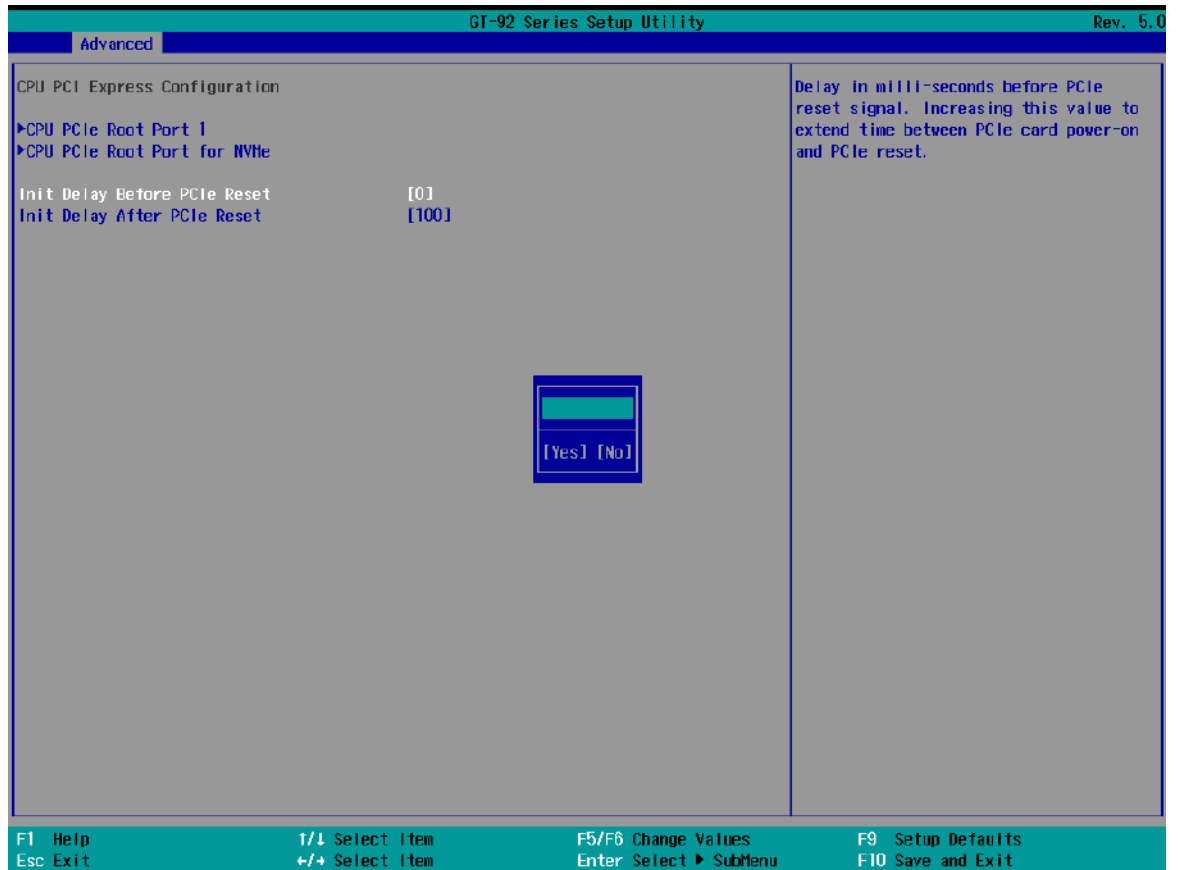 GT-92 Series Setup Utility Rev. 5.0
Advanced
CPU PCI Express Configuration
▶CPU PCIe Root Port 1
▶CPU PCIe Root Port for NVMe
Init Delay Before PCIe Reset [0]
Init Delay After PCIe Reset [100]
Delay in milli-seconds before PCIe
reset signal. Increasing this value to
extend time between PCIe card power-on
and PCIe reset.
[Yes] [No]
F1 Help ↑/↓ Select Item F5/F6 Change Values F9 Setup Defaults
Esc Exit ←/→ Select Item Enter Select ▶ SubMenu F10 Save and Exit